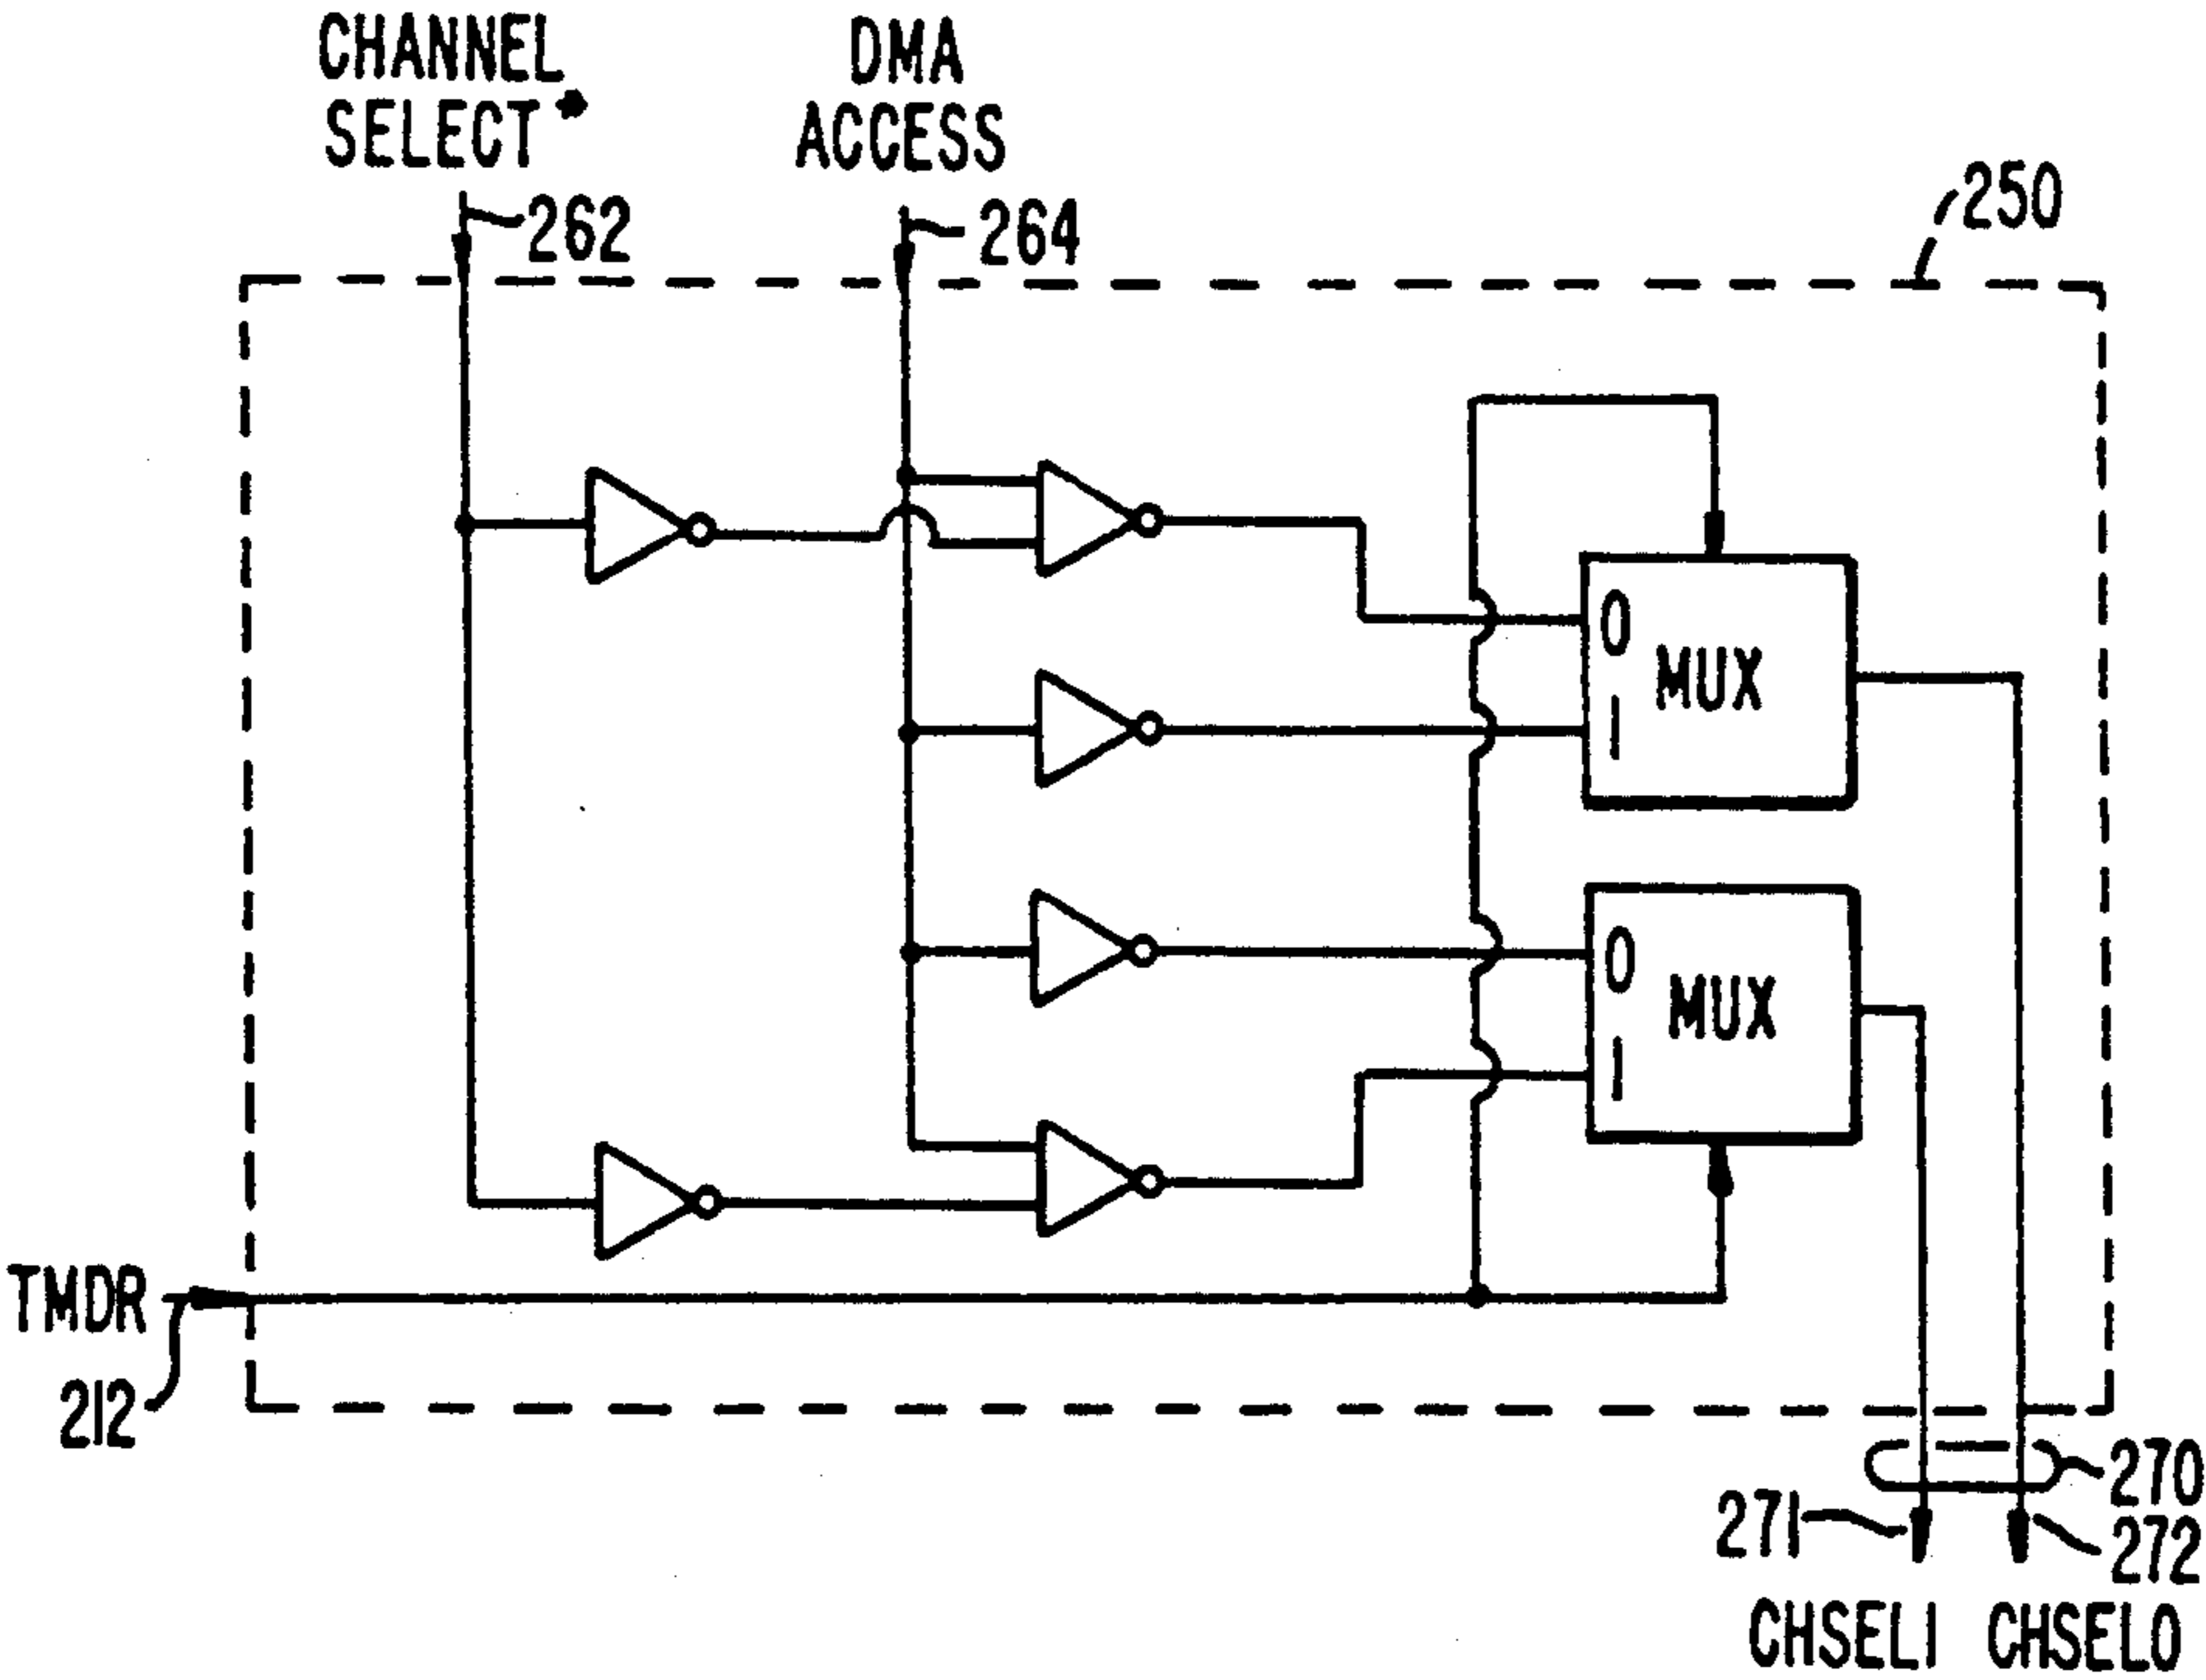 CHANNEL
SELECT*
DMA
ACCESS
262
264
250
0
MUX
1
0
MUX
1
TMDR
212
270
271
272
CHSEL1
CHSEL0